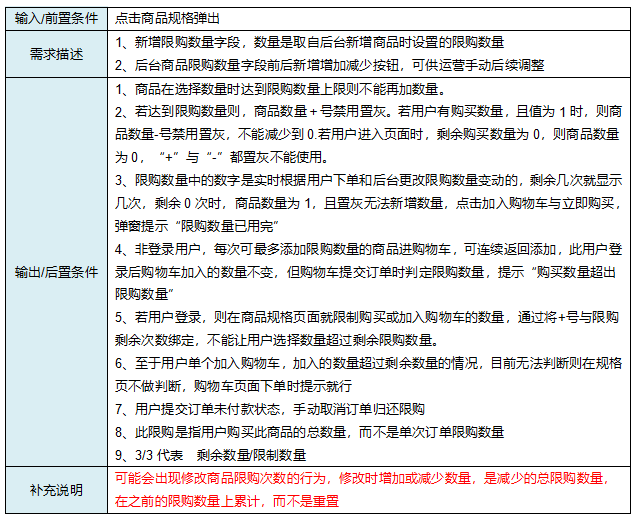 输入/前置条件
点击商品规格弹出
需求描述
1、新增限购数量字段，数量是取自后台新增商品时设置的限购数量
2、后台商品限购数量字段前后新增增加减少按钮，可供运营手动后续调整
输出/后置条件
1、商品在选择数量时达到限购数量上限则不能再加数量。
2、若达到限购数量则，商品数量＋号禁用置灰。若用户有购买数量，且值为 1 时，则商
品数量-号禁用置灰，不能减少到 0.若用户进入页面时，剩余购买数量为 0，则商品数量
为 0，“+”与“-”都置灰不能使用。
3、限购数量中的数字是实时根据用户下单和后台更改限购数量变动的，剩余几次就显示
几次，剩余 0 次时，商品数量为 1，且置灰无法新增数量，点击加入购物车与立即购买，
弹窗提示“限购数量已用完”
4、非登录用户，每次可最多添加限购数量的商品进购物车，可连续返回添加，此用户登
录后购物车加入的数量不变，但购物车提交订单时判定限购数量，提示“购买数量超出
限购数量”
5、若用户登录，则在商品规格页面就限制购买或加入购物车的数量，通过将+号与限购
剩余次数绑定，不能让用户选择数量超过剩余限购数量。
6、至于用户单个加入购物车，加入的数量超过剩余数量的情况，目前无法判断则在规格
页不做判断，购物车页面下单时提示就行
7、用户提交订单未付款状态，手动取消订单归还限购
8、此限购是指用户购买此商品的总数量，而不是单次订单限购数量
9、3/3 代表　剩余数量/限制数量
补充说明
可能会出现修改商品限购次数的行为，修改时增加或减少数量，是减少的总限购数量，
在之前的限购数量上累计，而不是重置